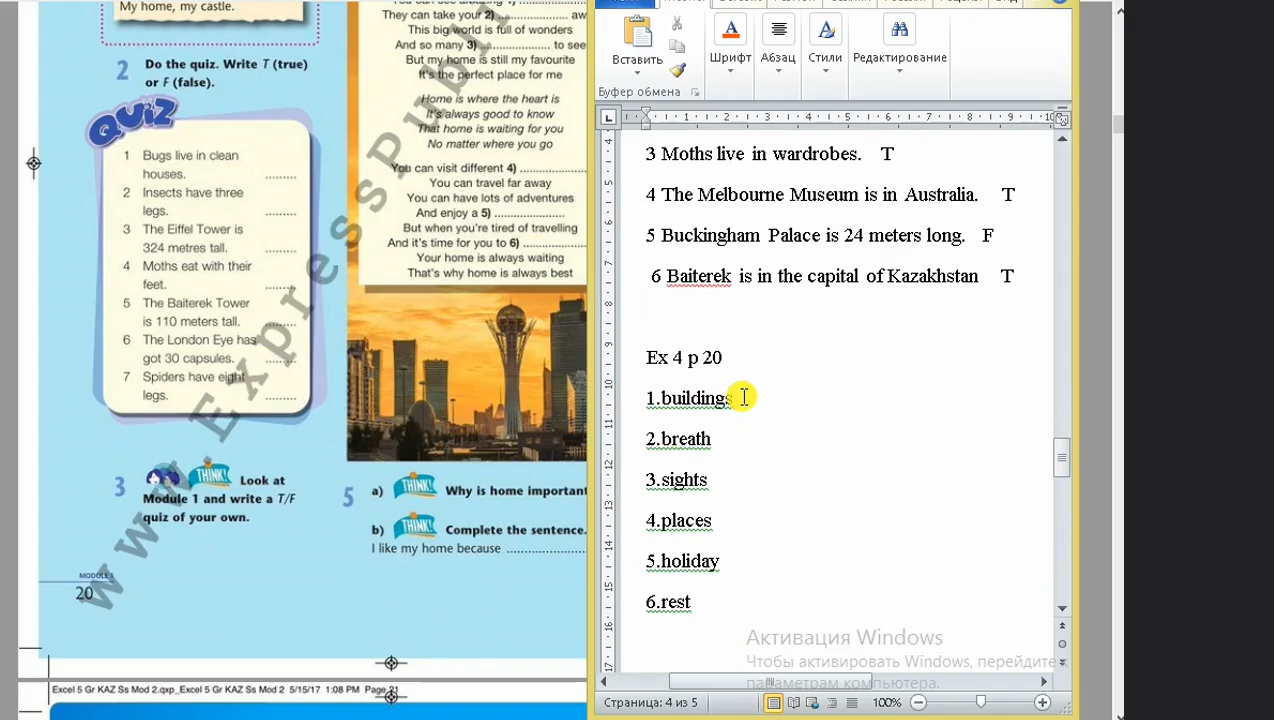 My home, my castle.
2 Do the quiz. Write T (true)
or F (false).
QUIZ
1 Bugs live in clean
houses. .........
2 Insects have three
legs. .........
3 The Eiffel Tower is
324 metres tall. .........
4 Moths eat with their
feet. .........
5 The Baiterek Tower
is 110 meters tall. .........
6 The London Eye has
got 30 capsules. .........
7 Spiders have eight
legs. .........
3 THINK! Look at
Module 1 and write a T/F
quiz of your own.
MODULE 1
20
They can take your 2) ..................... aw
This big world is full of wonders
And so many 3) ..................... to see
But my home is still my favourite
It's the perfect place for me
Home is where the heart is
It's always good to know
That home is waiting for you
No matter where you go
You can visit different 4) .....................
You can travel far away
You can have lots of adventures
And enjoy a 5) .....................
But when you're tired of travelling
And it's time for you to 6) .....................
Your home is always waiting
That's why home is always best
5 a) THINK! Why is home important
b) THINK! Complete the sentence.
I like my home because .....................
www.ExpressPubl
Excel 5 Gr KAZ Ss Mod 2.qxp_Excel 5 Gr KAZ Ss Mod 2 5/15/17 1:08 PM Page 21
Вставить
Шрифт
Абзац
Стили
Редактирование
Буфер обмена
1 2 3 4 5 6 7 8 9 10
3 Moths live in wardrobes. T
4 The Melbourne Museum is in Australia. T
5 Buckingham Palace is 24 meters long. F
6 Baiterek is in the capital of Kazakhstan T
Ex 4 p 20
1.buildings
2.breath
3.sights
4.places
5.holiday
6.rest
Активация Windows
Чтобы активировать Windows, перейдите к
параметрам компьютера.
Страница: 4 из 5
100%